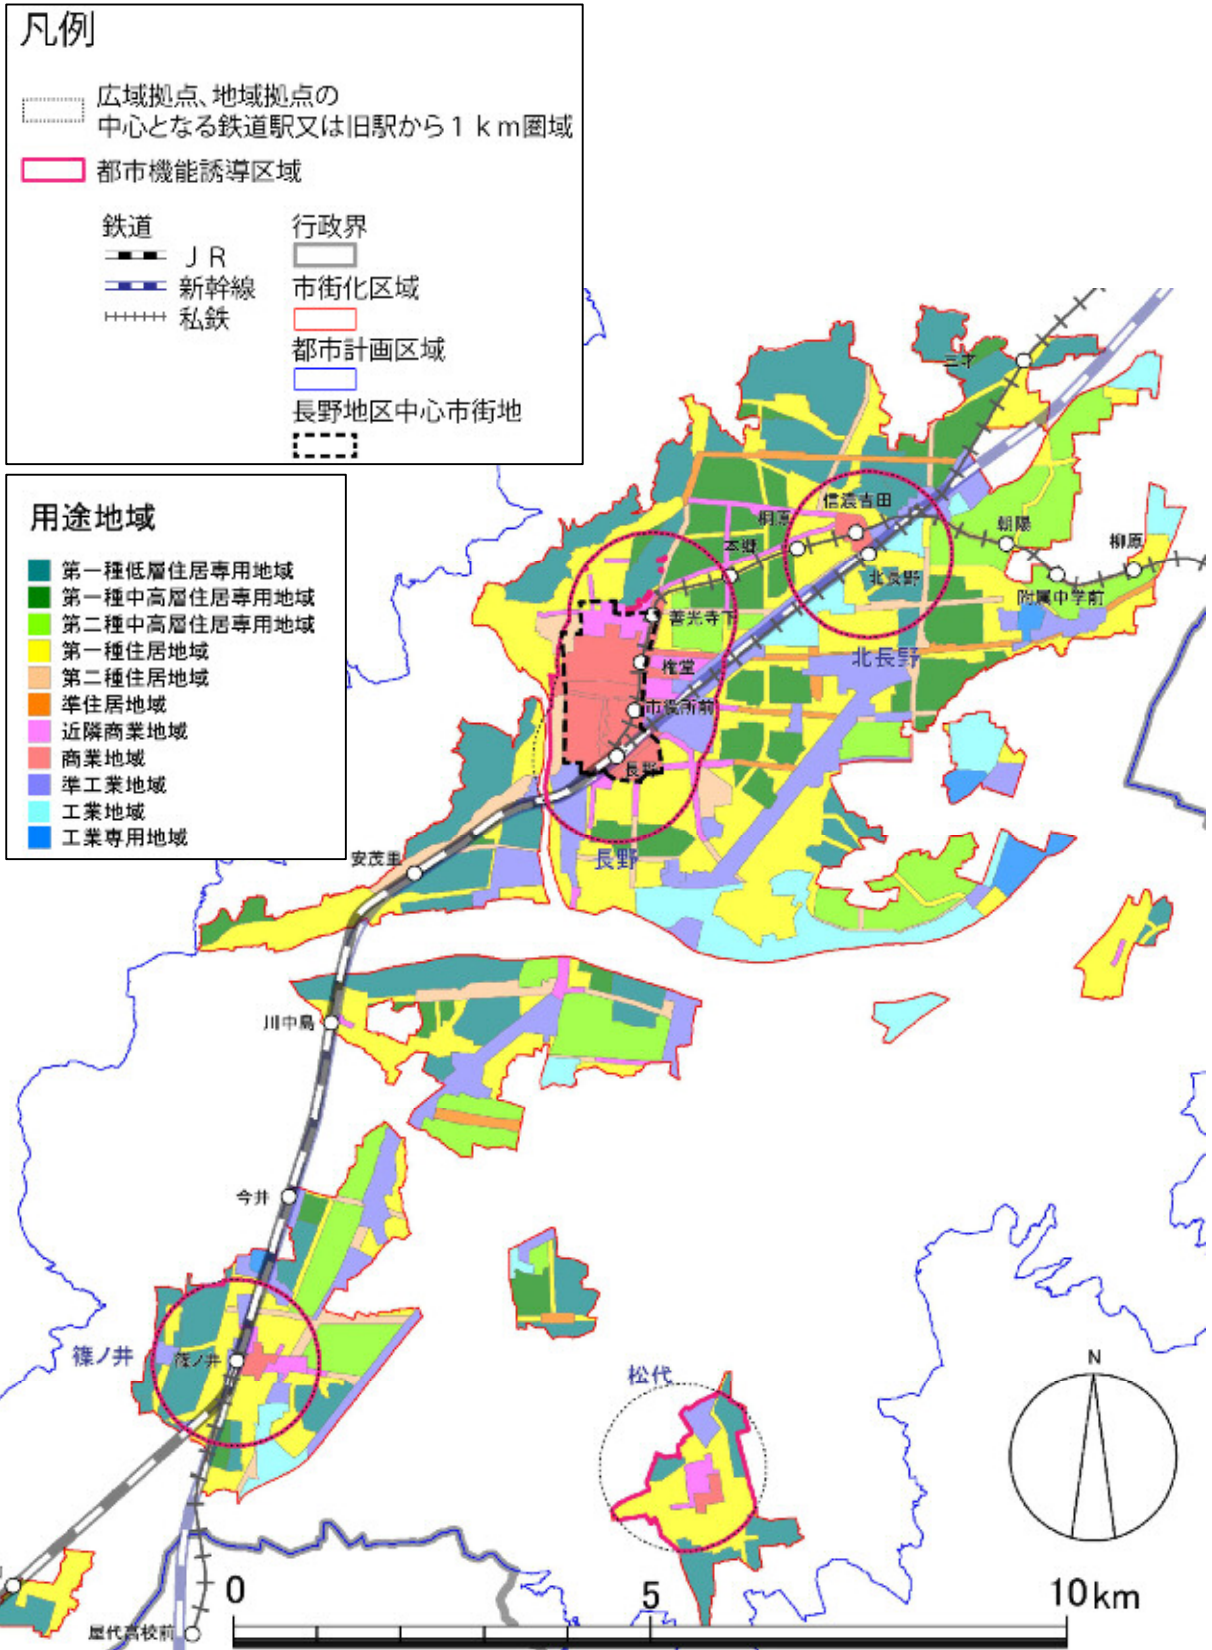 凡例
広域拠点、地域拠点の
中心となる鉄道駅又は旧駅から1km圏域
都市機能誘導区域
鉄道
行政界
JR
新幹線
市街化区域
私鉄
都市計画区域
長野地区中心市街地
用途地域
第一種低層住居専用地域
第一種中高層住居専用地域
第二種中高層住居専用地域
第一種住居地域
第二種住居地域
準住居地域
近隣商業地域
商業地域
準工業地域
工業地域
工業専用地域
三才
信濃吉田
桐原
朝陽
本郷
柳原
北長野
附属中学前
善光寺下
北長野
権堂
市役所前
長野
長野
安茂里
川中島
今井
篠ノ井
篠ノ井
松代
N
屋代高校前
0
5
10km